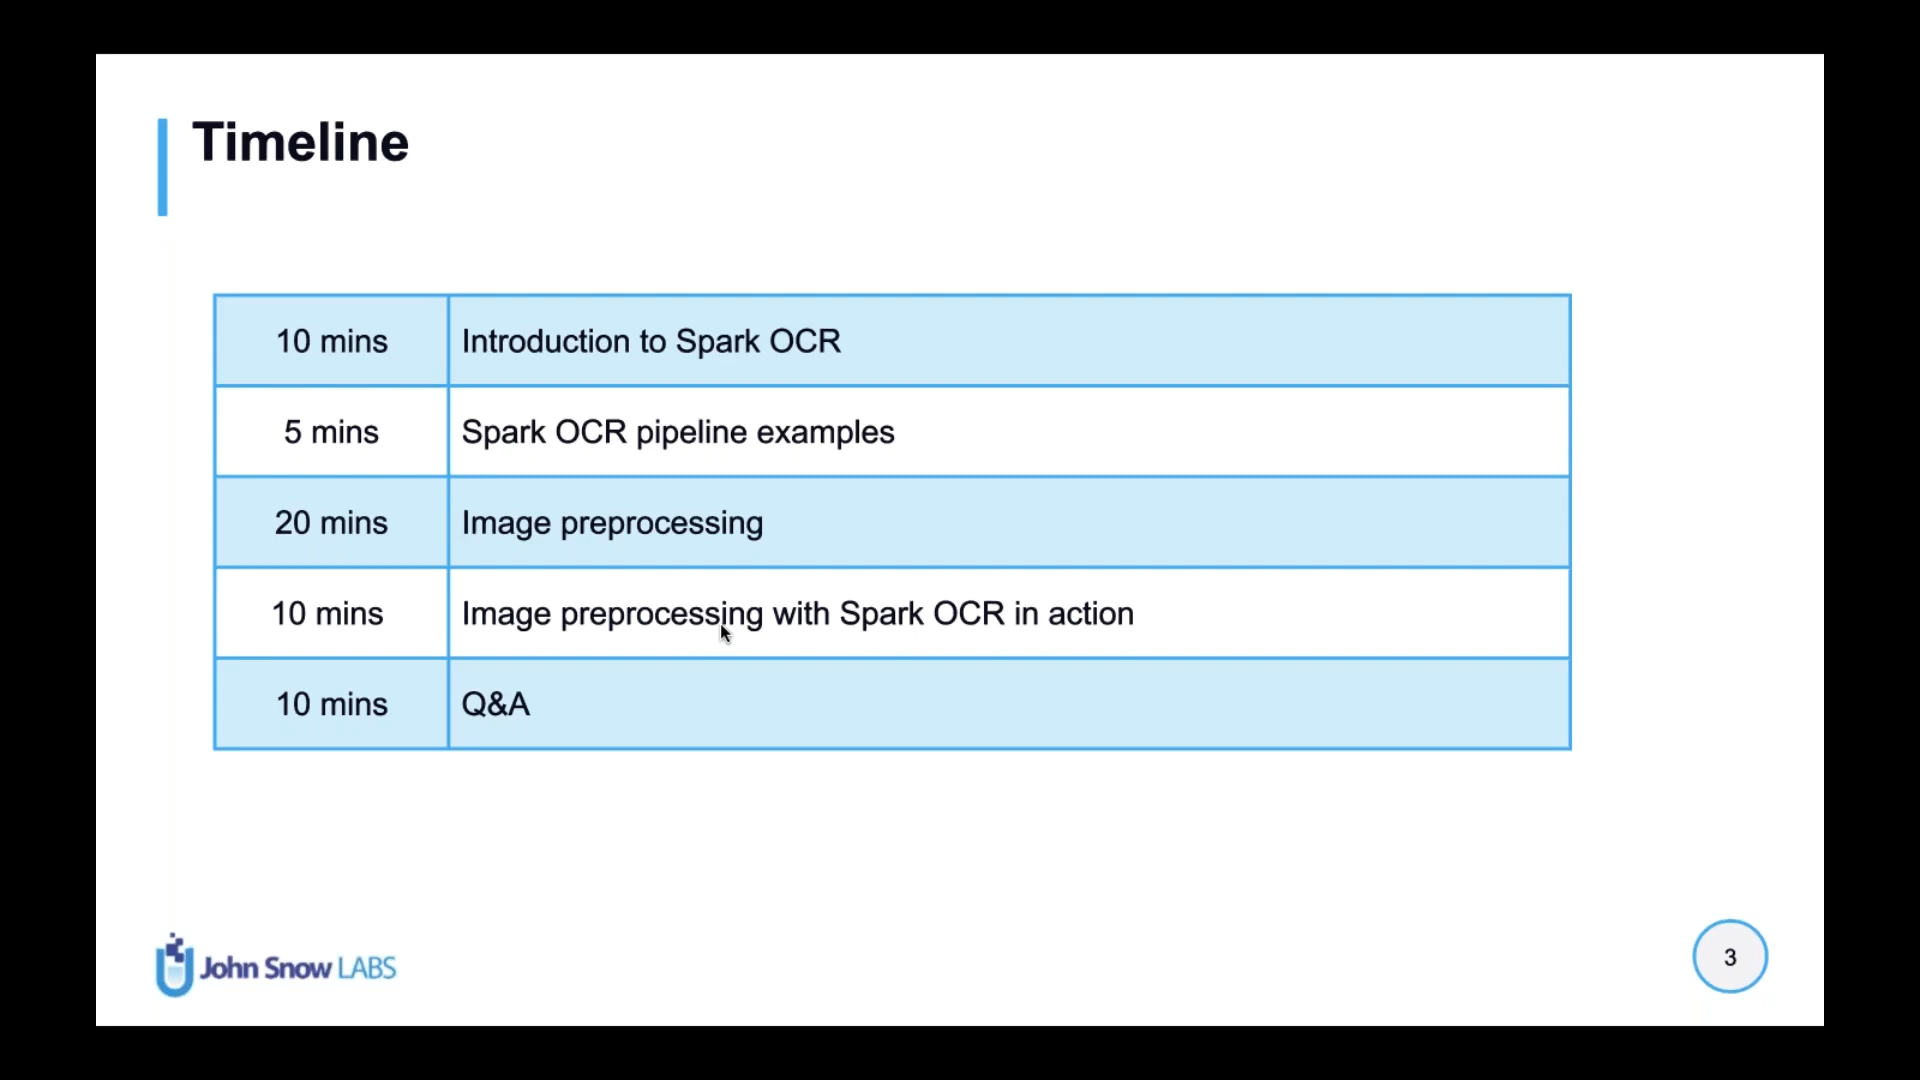 Timeline
10 mins Introduction to Spark OCR
5 mins Spark OCR pipeline examples
20 mins Image preprocessing
10 mins Image preprocessing with Spark OCR in action
10 mins Q&A
John Snow LABS
3